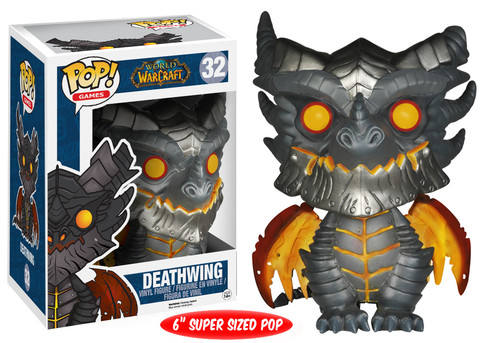 POP!
GAMES
WORLD
OF
WARCRAFT
32
DEATHWING
DEATHWING
VINYL FIGURE / FIGURINE EN VINYLE /
FIGURA DE VINIL
6" SUPER SIZED POP